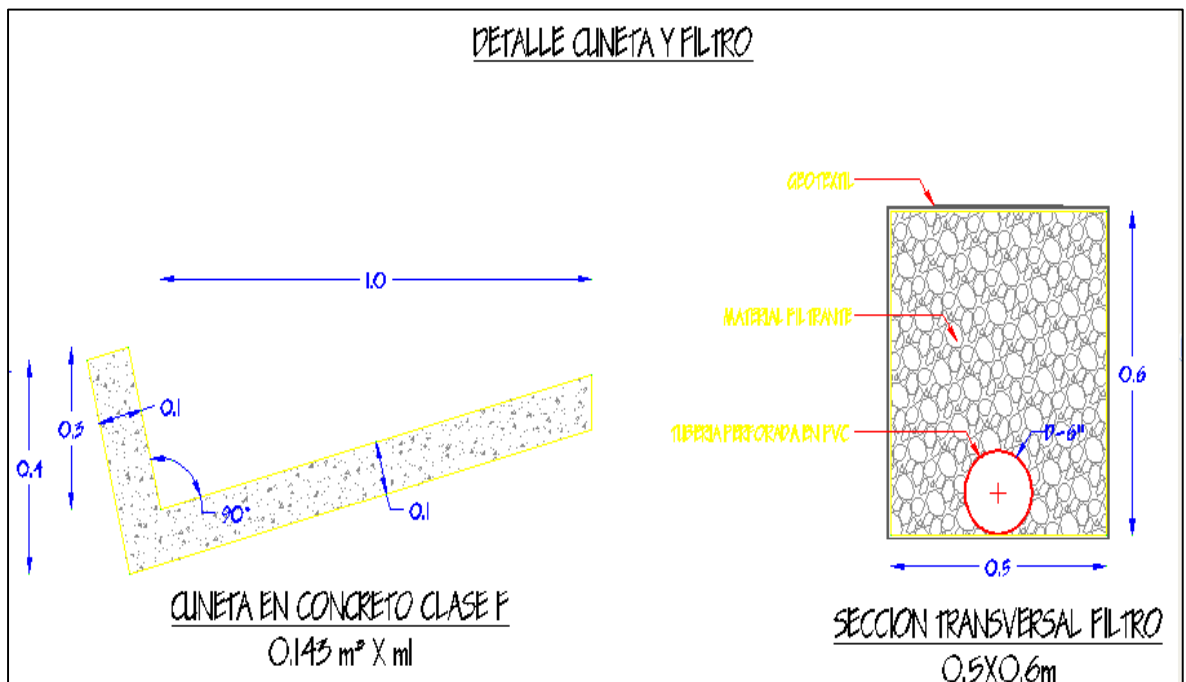 DETALLE CUNETA Y FILTRO
GEOTEXTIL
1.0
MATERIAL FILTRANTE
0.1
0.3
0.4
0.6
TUBERIA PERFORADA EN PVC
D-6"
90°
0.1
0.5
CUNETA EN CONCRETO CLASE F
0.143 m³ X ml
SECCION TRANSVERSAL FILTRO
0.5X0.6m